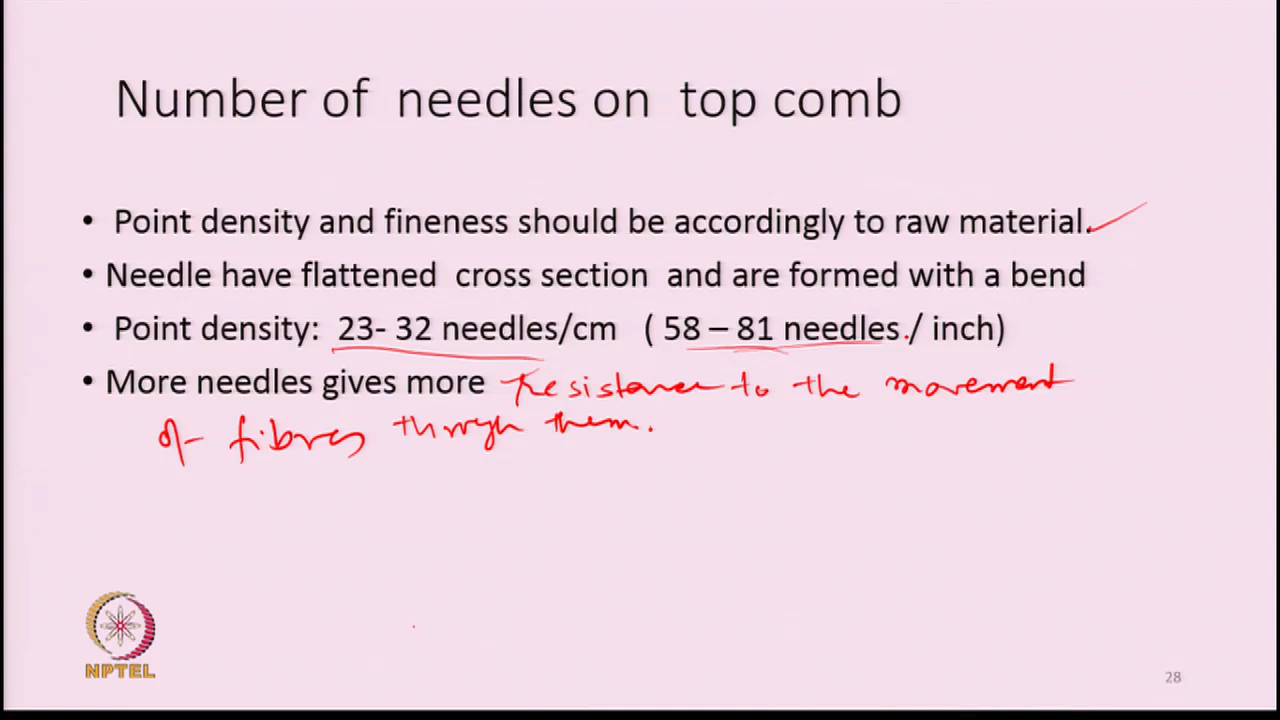 Number of needles on top comb
• Point density and fineness should be accordingly to raw material.
• Needle have flattened cross section and are formed with a bend
• Point density: 23- 32 needles/cm ( 58 – 81 needles / inch)
• More needles gives more resistance to the movement
of fibres through them.
NPTEL
28